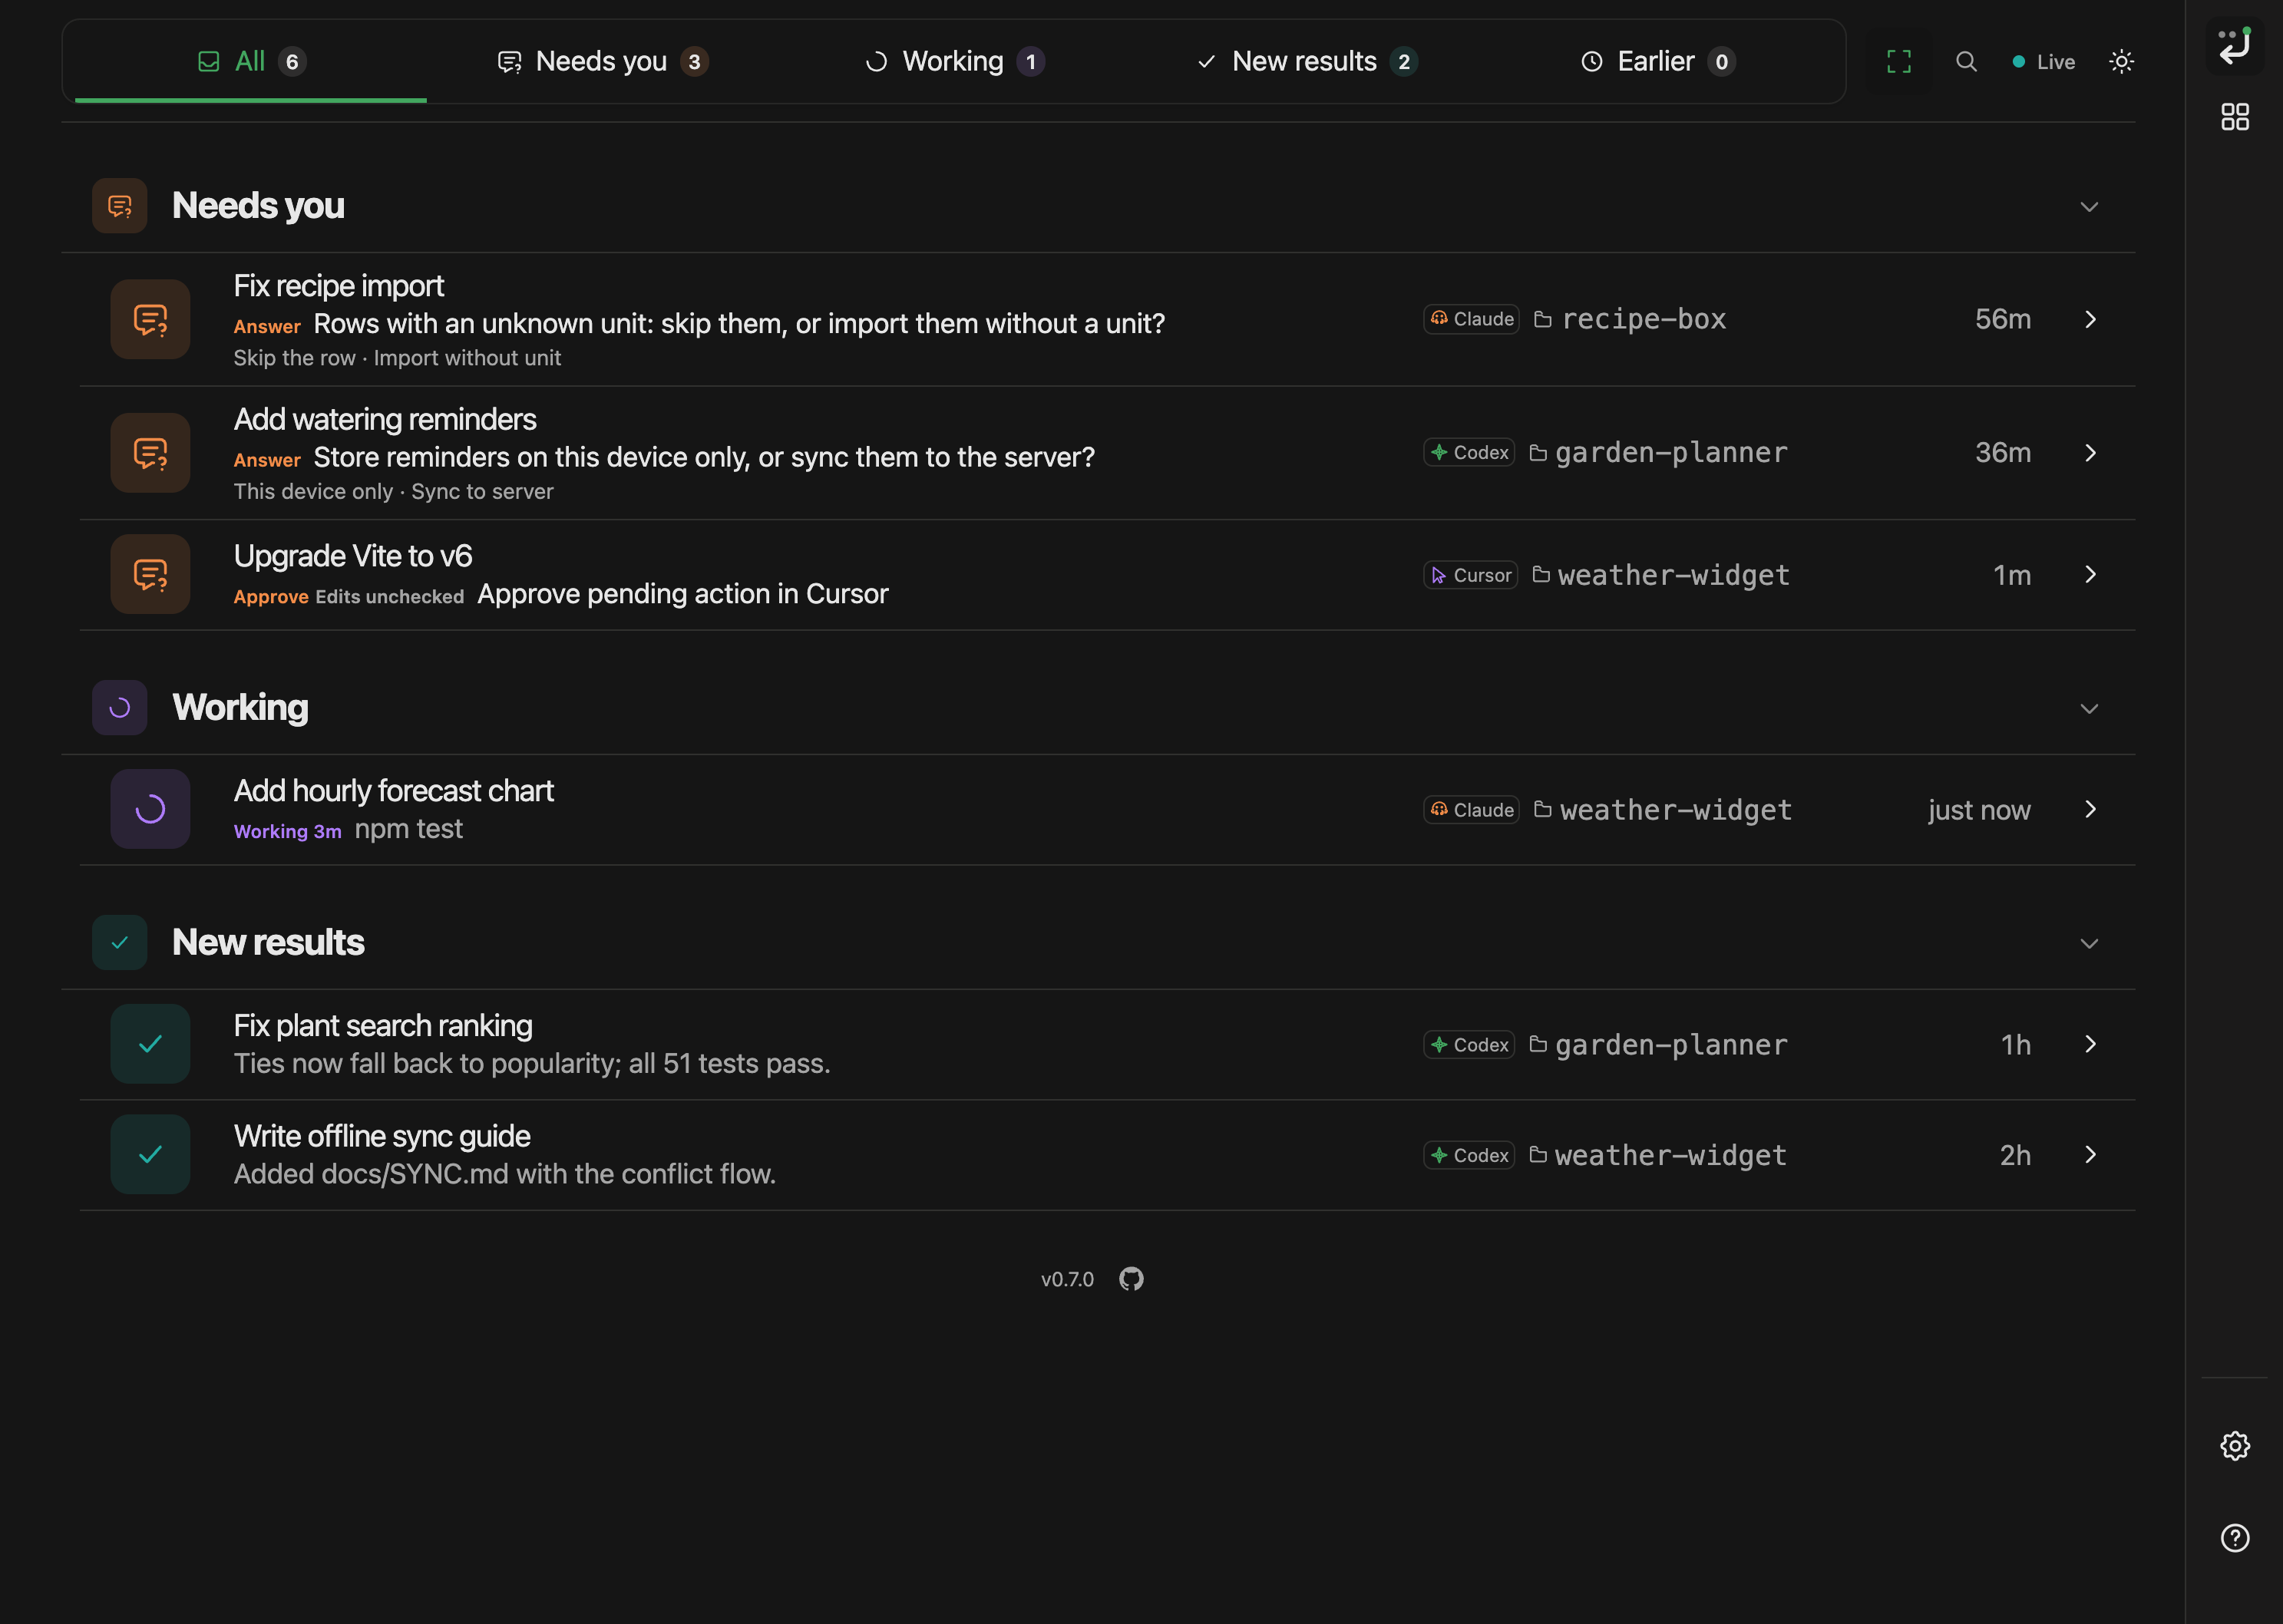 All 6 Needs you 3 Working 1 New results 2 Earlier 0 Live
Needs you
Fix recipe import
Answer Rows with an unknown unit: skip them, or import them without a unit?
Skip the row · Import without unit
Claude recipe-box 56m
Add watering reminders
Answer Store reminders on this device only, or sync them to the server?
This device only · Sync to server
Codex garden-planner 36m
Upgrade Vite to v6
Approve Edits unchecked Approve pending action in Cursor
Cursor weather-widget 1m
Working
Add hourly forecast chart
Working 3m npm test
Claude weather-widget just now
New results
Fix plant search ranking
Ties now fall back to popularity; all 51 tests pass.
Codex garden-planner 1h
Write offline sync guide
Added docs/SYNC.md with the conflict flow.
Codex weather-widget 2h
v0.7.0